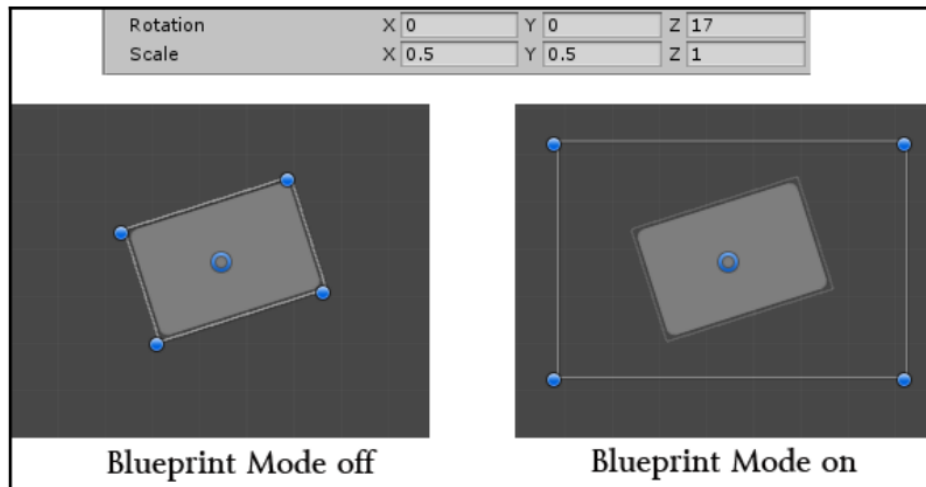 Rotation X 0 Y 0 Z 17
Scale X 0.5 Y 0.5 Z 1
Blueprint Mode off Blueprint Mode on